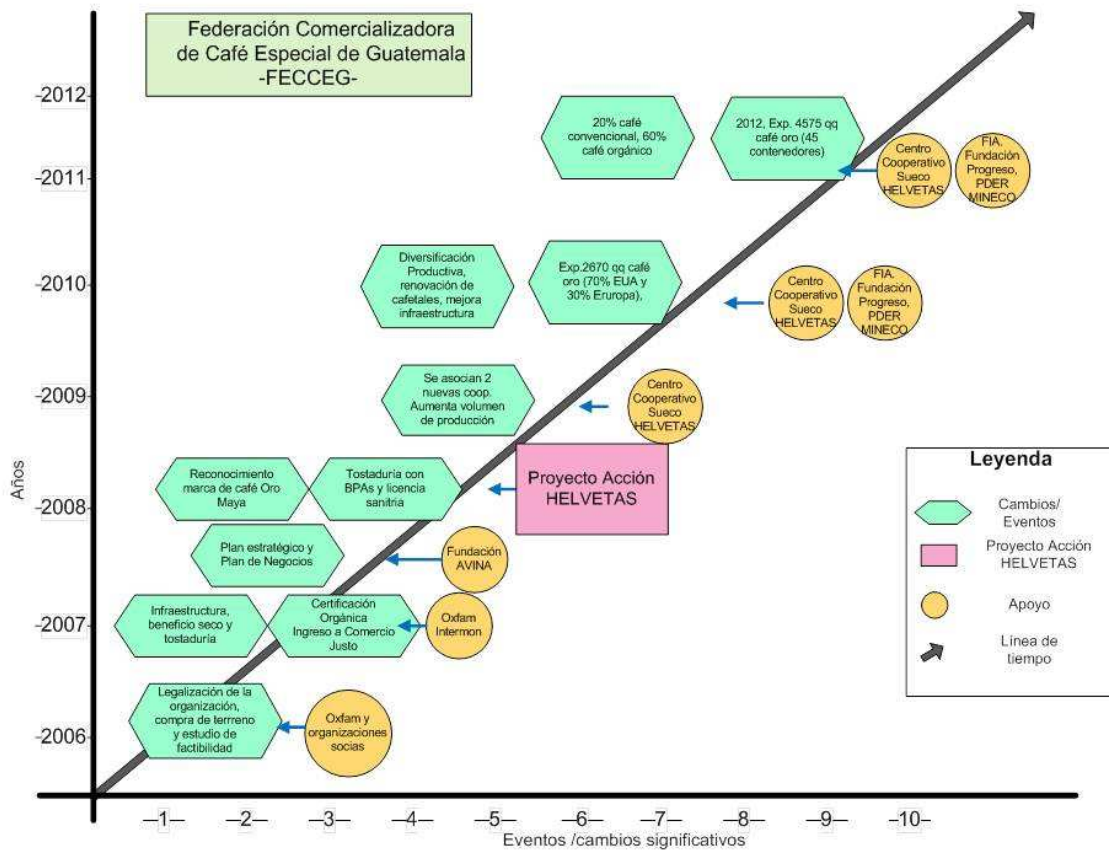 Federación Comercializadora
de Café Especial de Guatemala
-FECCEG-
Años
-2012-
-2011-
-2010-
-2009-
-2008-
-2007-
-2006-
20% café
convencional, 60%
café orgánico
2012, Exp. 4575 qq
café oro (45
contenedores)
Centro
Cooperativo
Sueco
HELVETAS
FIA.
Fundación
Progreso,
PDER
MINECO
Diversificación
Productiva,
renovación de
cafetales, mejora
infraestructura
Exp.2670 qq café
oro (70% EUA y
30% Eruropa),
Centro
Cooperativo
Sueco
HELVETAS
FIA.
Fundación
Progreso,
PDER
MINECO
Se asocian 2
nuevas coop.
Aumenta volumen
de producción
Centro
Cooperativo
Sueco
HELVETAS
Reconocimiento
marca de café Oro
Maya
Tostaduría con
BPAs y licencia
sanitria
Proyecto Acción
HELVETAS
Plan estratégico y
Plan de Negocios
Fundación
AVINA
Infraestructura,
beneficio seco y
tostaduría
Certificación
Orgánica
Ingreso a Comercio
Justo
Oxfam
Intermon
Legalización de la
organización,
compra de terrreno
y estudio de
factibilidad
Oxfam y
organizaciones
socias
Leyenda
Cambios/
Eventos
Proyecto Acción
HELVETAS
Apoyo
Línea de
tiempo
—1— —2— —3— —4— —5— —6— —7— —8— —9— —10—
Eventos /cambios significativos